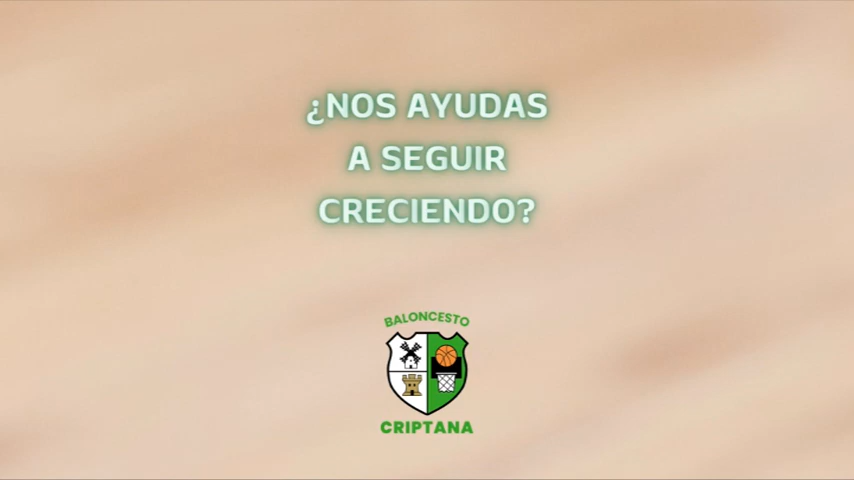 ¿NOS AYUDAS
A SEGUIR
CRECIENDO?
BALONCESTO
CRIPTANA